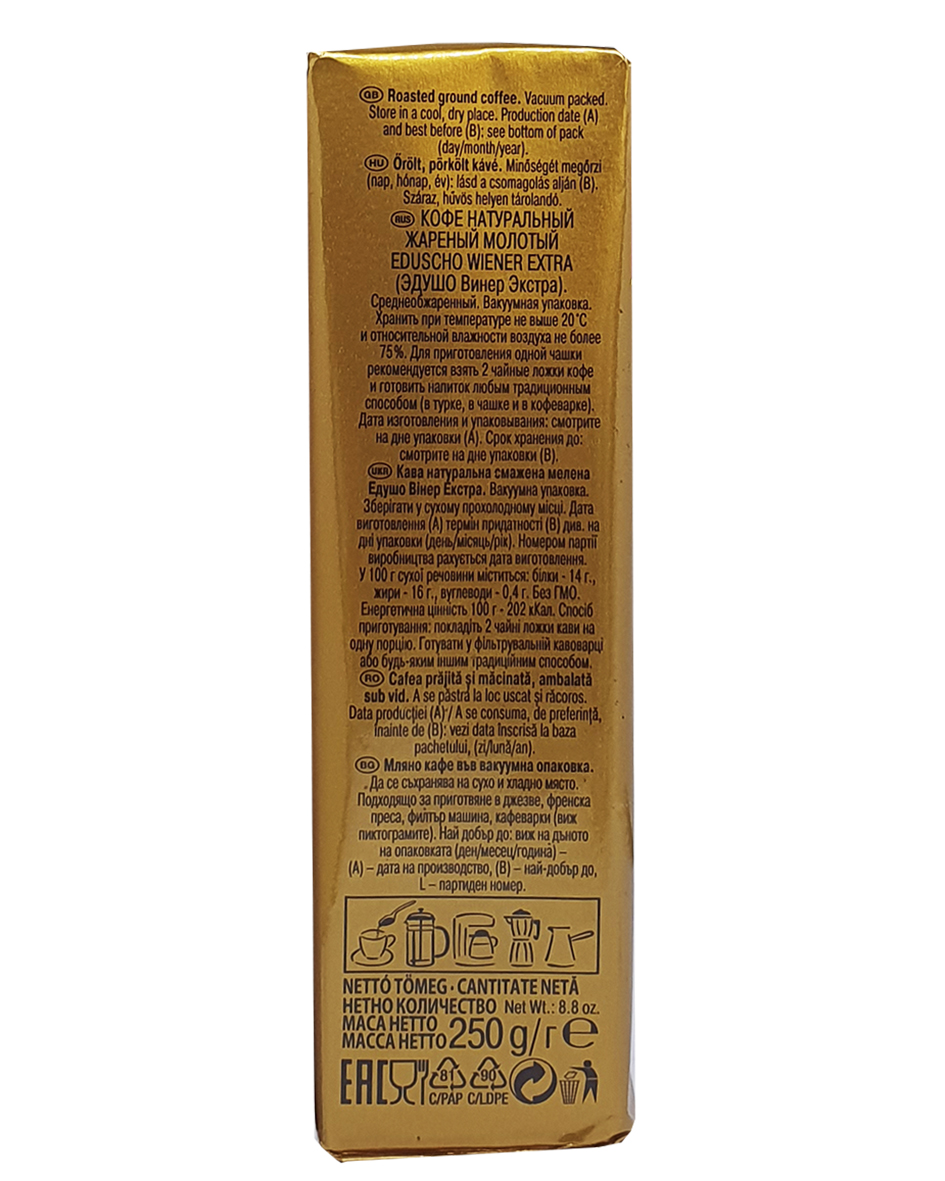 GB Roasted ground coffee. Vacuum packed.
Store in a cool, dry place. Production date (A)
and best before (B): see bottom of pack
(day/month/year).
HU Őrölt, pörkölt kávé. Minőségét megőrzi
(nap, hónap, év): lásd a csomagolás alján (B).
Száraz, hűvös helyen tárolandó.
RUS КОФЕ НАТУРАЛЬНЫЙ
ЖАРЕНЫЙ МОЛОТЫЙ
EDUSCHO WIENER EXTRA
(ЭДУШО Винер Экстра).
Среднеобжаренный. Вакуумная упаковка.
Хранить при температуре не выше 20°C
и относительной влажности воздуха не более
75%. Для приготовления одной чашки
рекомендуется взять 2 чайные ложки кофе
и готовить напиток любым традиционным
способом (в турке, в чашке и в кофеварке).
Дата изготовления и упаковывания: смотрите
на дне упаковки (А). Срок хранения до:
смотрите на дне упаковки (В).
UKR Кава натуральна смажена мелена
Едушо Вінер Екстра. Вакуумна упаковка.
Зберігати у сухому прохолодному місці. Дата
виготовлення (А) термін придатності (В) див. на
дні упаковки (день/місяць/рік). Номером партії
виробництва рахується дата виготовлення.
У 100 г сухої речовини міститься: білки - 14 г.,
жири - 16 г., вуглеводи - 0,4 г. Без ГМО.
Енергетична цінність 100 г - 202 кКал. Спосіб
приготування: покладіть 2 чайні ложки кави на
одну порцію. Готувати у фільтрувальній кавоварці
або будь-яким іншим традиційним способом.
RO Cafea prăjită și măcinată, ambalată
sub vid. A se păstra la loc uscat și răcoros.
Data producției (A) / A se consuma, de preferință,
înainte de (B): vezi data înscrisă la baza
pachetului, (zi/lună/an).
BG Мляно кафе във вакуумна опаковка.
Да се съхранява на сухо и хладно място.
Подходящо за приготвяне в джезве, френска
преса, филтър машина, кафеварки (виж
пиктограмите). Най добър до: виж на дъното
на опаковката (ден/месец/година) –
(А) – дата на производство, (В) – най-добър до,
L – партиден номер.
NETTÓ TÖMEG · CANTITATE NETĂ
НЕТНО КОЛИЧЕСТВО Net Wt.: 8.8 oz.
МАСА НЕТТО
МАССА НЕТТО 250 g/г e
EAC 81 90
C/PAP C/LDPE